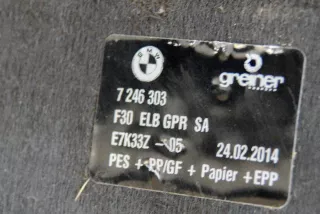 BMW
greiner
7 246 303
F30 ELB GPR SA
E7K33Z - 05 24.02.2014
PES + PP/GF + Papier + EPP